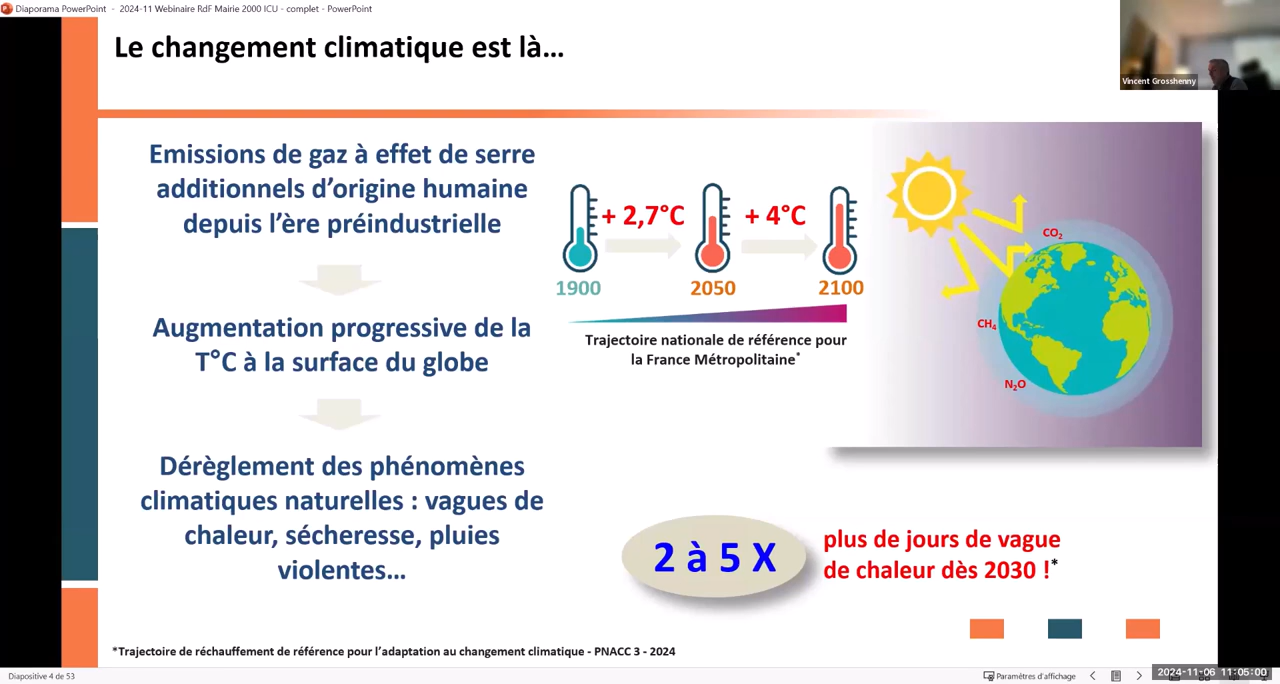 Diaporama PowerPoint - 2024-11 Webinaire RdF Mairie 2000 ICU - complet - PowerPoint
Le changement climatique est là...
Vincent Grosshenny
Emissions de gaz à effet de serre
additionnels d'origine humaine
depuis l'ère préindustrielle
Augmentation progressive de la
T°C à la surface du globe
Dérèglement des phénomènes
climatiques naturelles : vagues de
chaleur, sécheresse, pluies
violentes...
+ 2,7°C
+ 4°C
1900
2050
2100
Trajectoire nationale de référence pour
la France Métropolitaine*
CO2
CH4
N2O
2 à 5 X
plus de jours de vague
de chaleur dès 2030 !*
*Trajectoire de réchauffement de référence pour l'adaptation au changement climatique - PNACC 3 - 2024
Diapositive 4 de 53
Paramètres d'affichage
2024-11-06 11:05:00